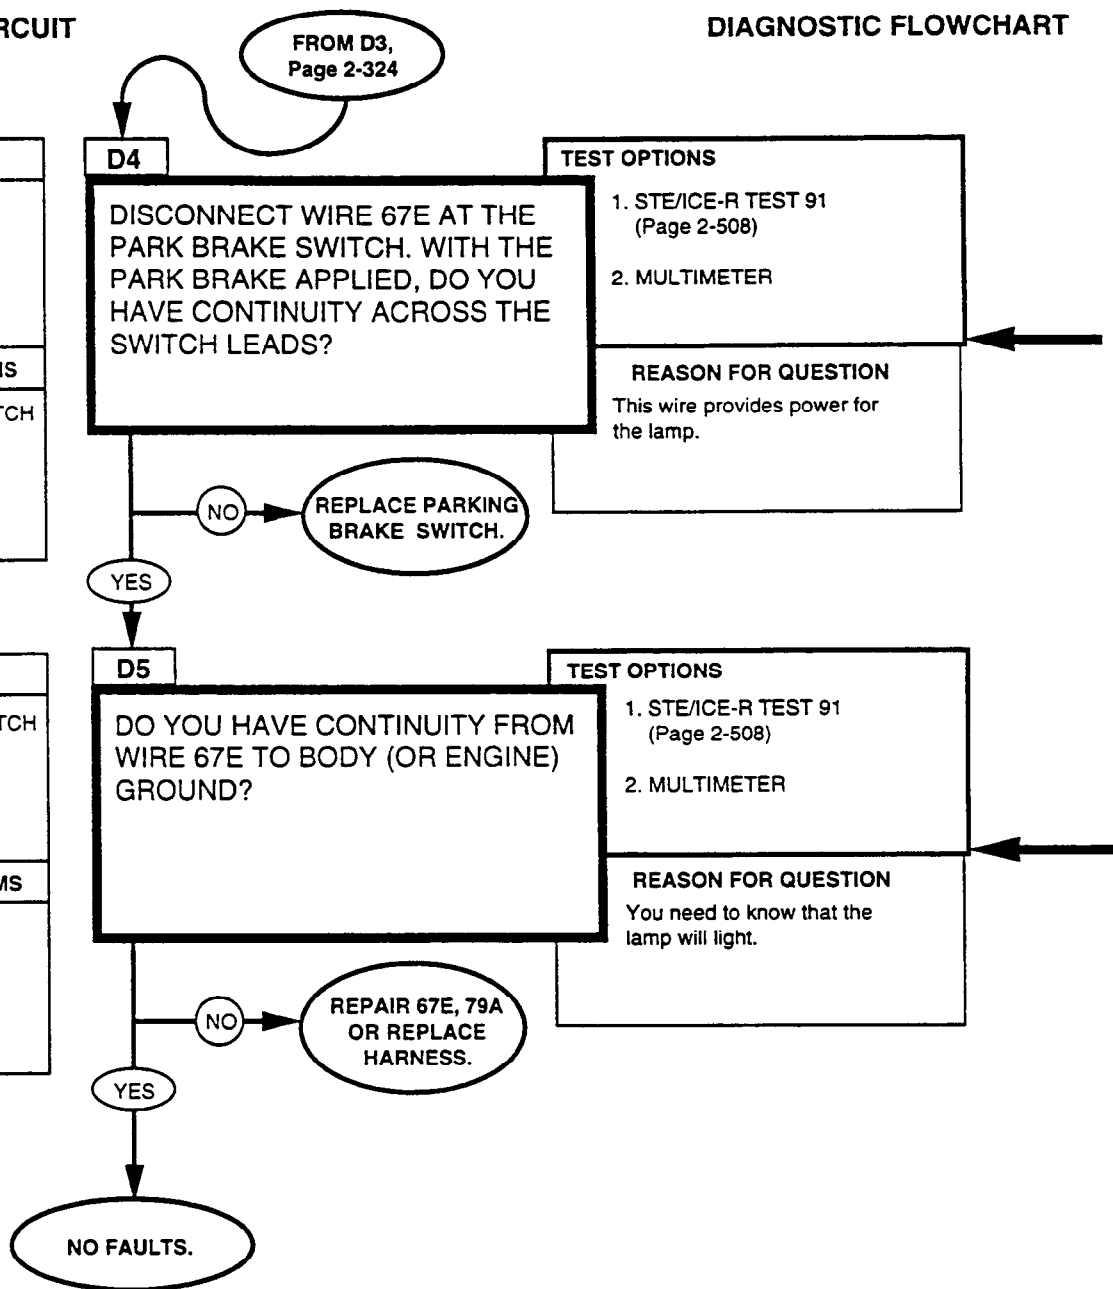 RCUIT
DIAGNOSTIC FLOWCHART
FROM D3,
Page 2-324
D4
DISCONNECT WIRE 67E AT THE
PARK BRAKE SWITCH. WITH THE
PARK BRAKE APPLIED, DO YOU
HAVE CONTINUITY ACROSS THE
SWITCH LEADS?
TEST OPTIONS
1. STE/ICE-R TEST 91
(Page 2-508)
2. MULTIMETER
REASON FOR QUESTION
This wire provides power for
the lamp.
IS
TCH
NO
REPLACE PARKING
BRAKE SWITCH.
YES
D5
DO YOU HAVE CONTINUITY FROM
WIRE 67E TO BODY (OR ENGINE)
GROUND?
TEST OPTIONS
1. STE/ICE-R TEST 91
(Page 2-508)
2. MULTIMETER
REASON FOR QUESTION
You need to know that the
lamp will light.
TCH
MS
NO
REPAIR 67E, 79A
OR REPLACE
HARNESS.
YES
NO FAULTS.